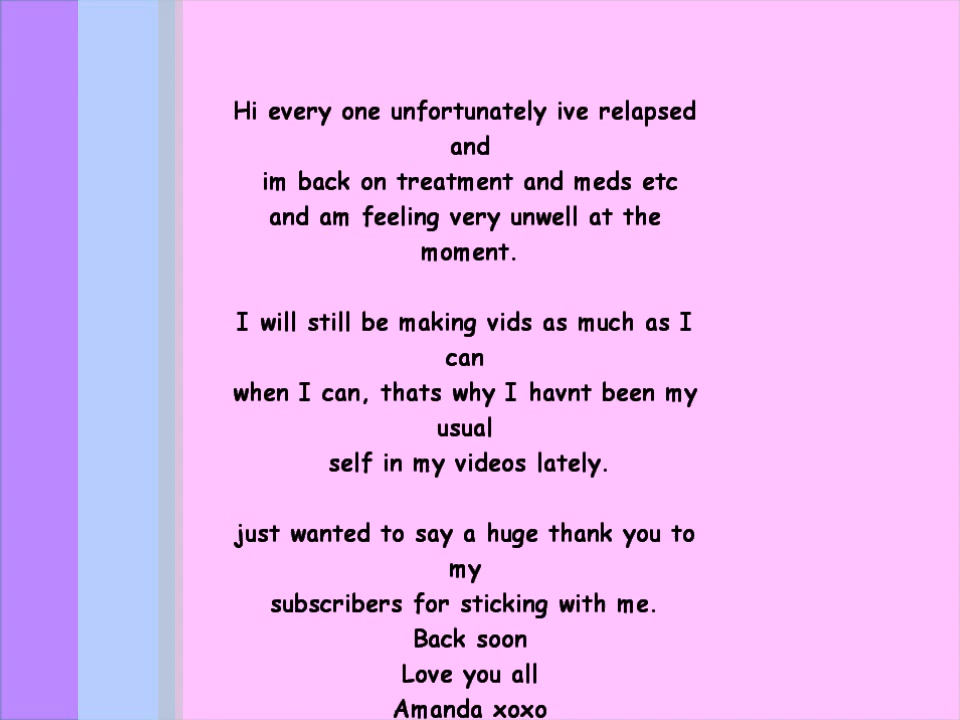 Hi every one unfortunately ive relapsed
and
im back on treatment and meds etc
and am feeling very unwell at the
moment.
I will still be making vids as much as I
can
when I can, thats why I havnt been my
usual
self in my videos lately.
just wanted to say a huge thank you to
my
subscribers for sticking with me.
Back soon
Love you all
Amanda xoxo